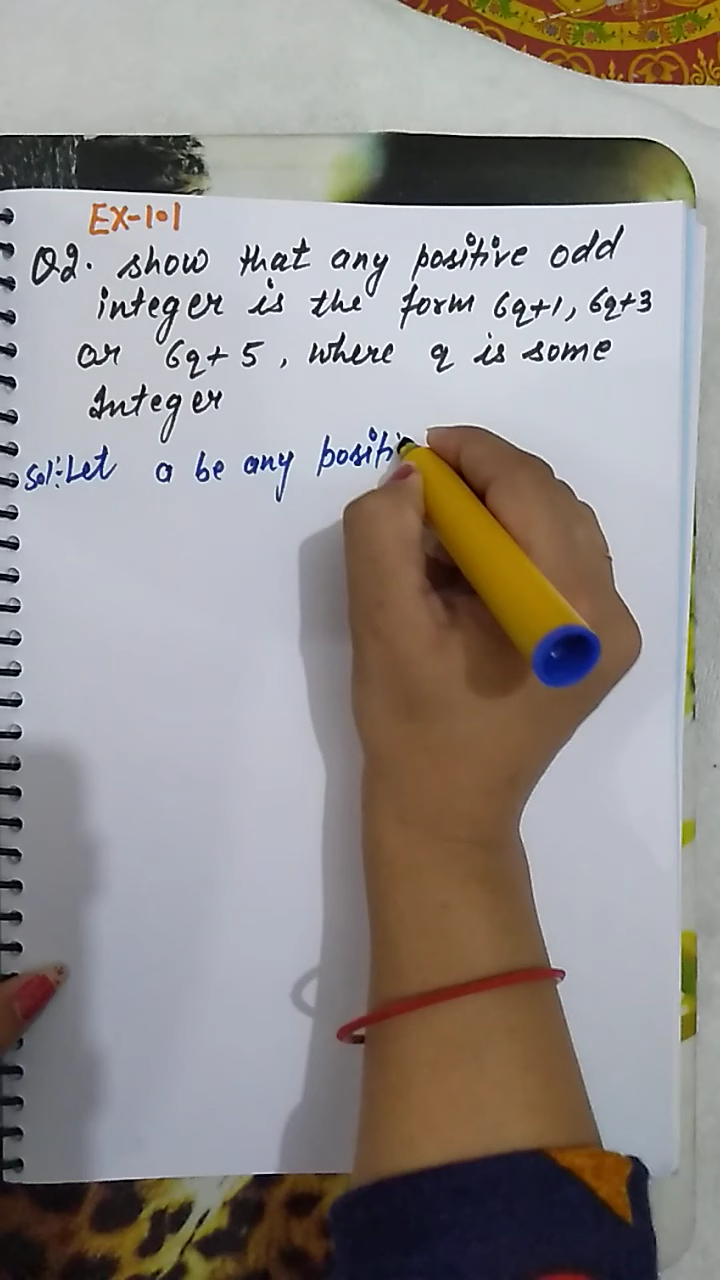 EX-1.1
Q2. show that any positive odd
integer is the form 6q+1, 6q+3
or 6q+5, where q is some
Integer
Sol:- Let a be any positi